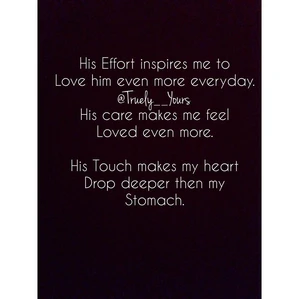 His Effort inspires me to
Love him even more everyday.
@Truely__Yours
His care makes me feel
Loved even more.
His Touch makes my heart
Drop deeper then my
Stomach.